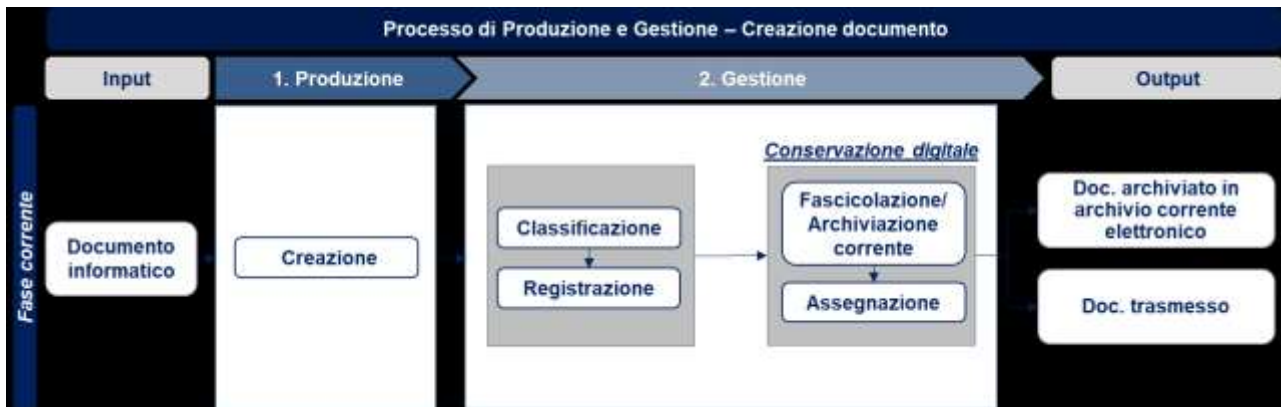 Processo di Produzione e Gestione – Creazione documento
Input
1. Produzione
2. Gestione
Output
Fase corrente
Documento
informatico
Creazione
Classificazione
Registrazione
Conservazione digitale
Fascicolazione/
Archiviazione
corrente
Assegnazione
Doc. archiviato in
archivio corrente
elettronico
Doc. trasmesso